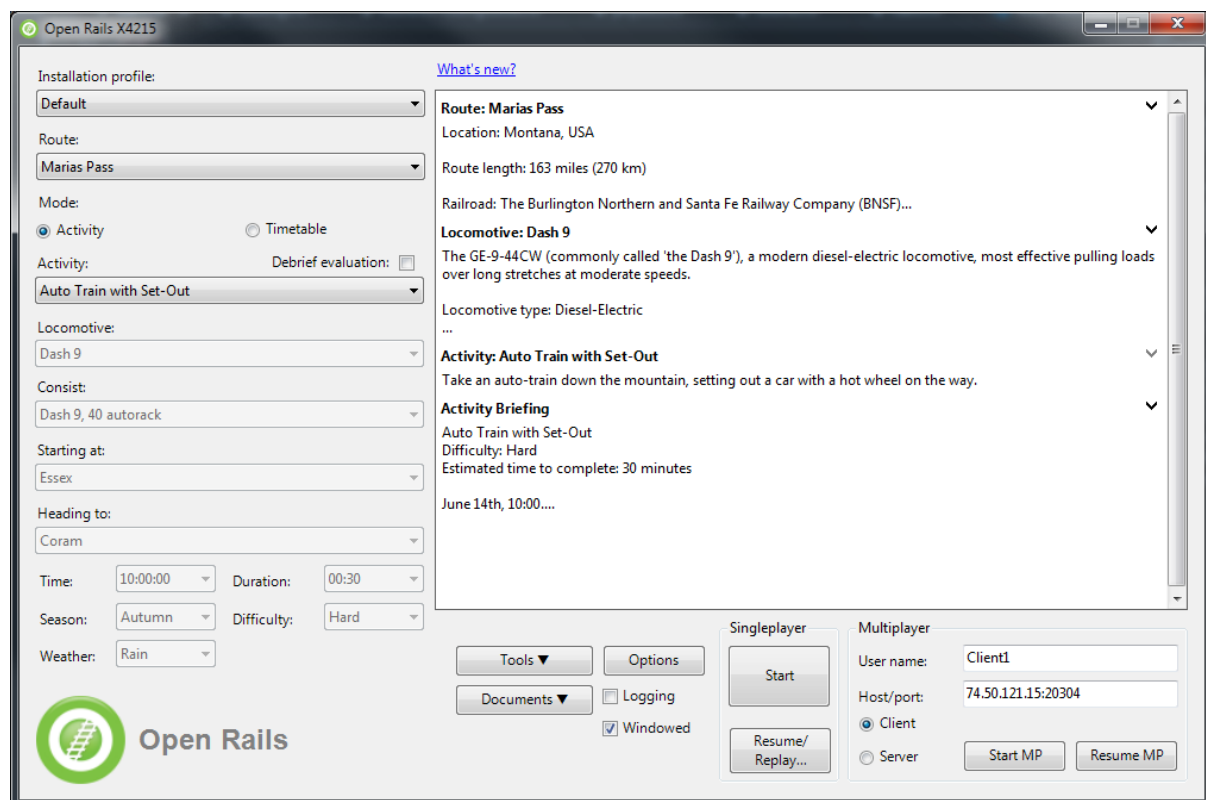 Open Rails X4215
Installation profile:
Default
Route:
Marias Pass
Mode:
Activity
Timetable
Activity:
Debrief evaluation:
Auto Train with Set-Out
Locomotive:
Dash 9
Consist:
Dash 9, 40 autorack
Starting at:
Essex
Heading to:
Coram
Time:
10:00:00
Duration:
00:30
Season:
Autumn
Difficulty:
Hard
Weather:
Rain
Open Rails
What's new?
Route: Marias Pass
Location: Montana, USA
Route length: 163 miles (270 km)
Railroad: The Burlington Northern and Santa Fe Railway Company (BNSF)...
Locomotive: Dash 9
The GE-9-44CW (commonly called 'the Dash 9'), a modern diesel-electric locomotive, most effective pulling loads
over long stretches at moderate speeds.
Locomotive type: Diesel-Electric
...
Activity: Auto Train with Set-Out
Take an auto-train down the mountain, setting out a car with a hot wheel on the way.
Activity Briefing
Auto Train with Set-Out
Difficulty: Hard
Estimated time to complete: 30 minutes
June 14th, 10:00....
Tools ▼
Options
Documents ▼
Logging
Windowed
Singleplayer
Start
Resume/
Replay...
Multiplayer
User name:
Client1
Host/port:
74.50.121.15:20304
Client
Server
Start MP
Resume MP